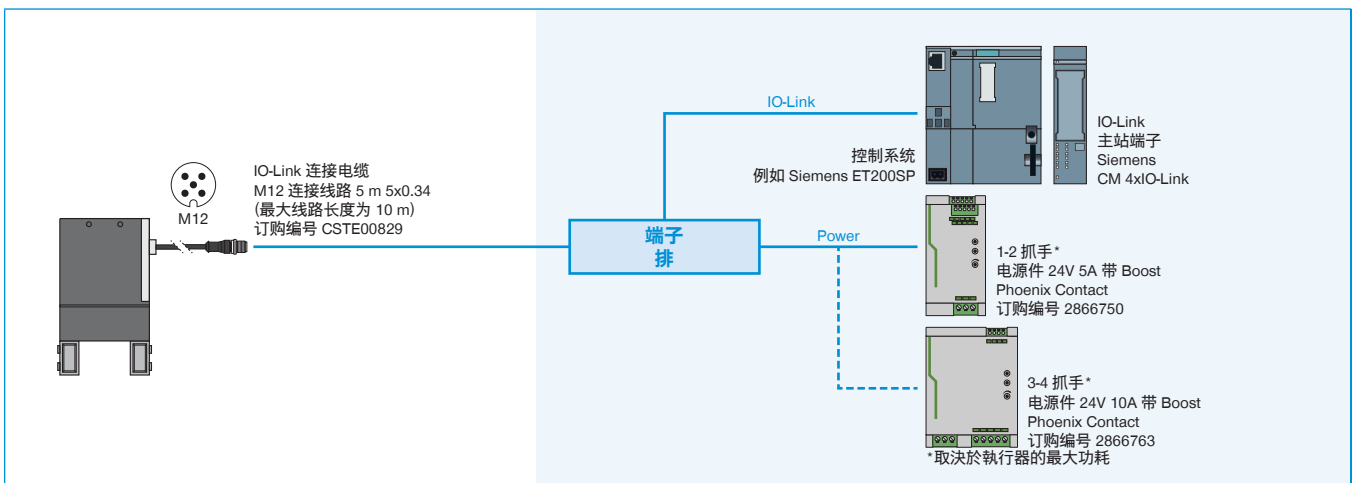 IO-Link 连接电缆
M12 连接线路 5 m 5x0.34
(最大线路长度为 10 m)
订购编号 CSTE00829
M12
端子
排
IO-Link
Power
控制系统
例如 Siemens ET200SP
IO-Link
主站端子
Siemens
CM 4xIO-Link
1-2 抓手*
电源件 24V 5A 带 Boost
Phoenix Contact
订购编号 2866750
3-4 抓手*
电源件 24V 10A 带 Boost
Phoenix Contact
订购编号 2866763
*取決於執行器的最大功耗